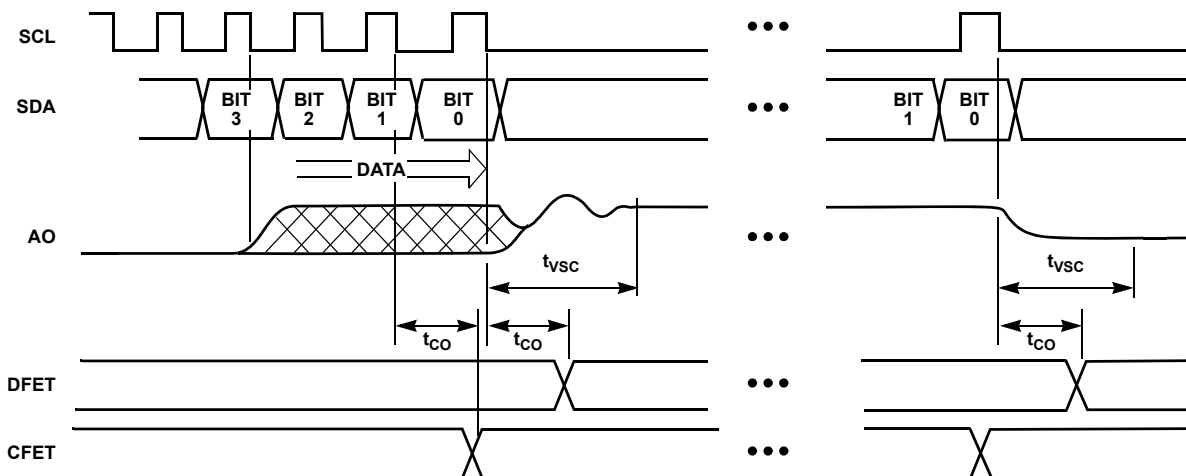 SCL
SDA
BIT
3
BIT
2
BIT
1
BIT
0
BIT
1
BIT
0
DATA
AO
tVSC
tVSC
tCO
tCO
tCO
DFET
CFET